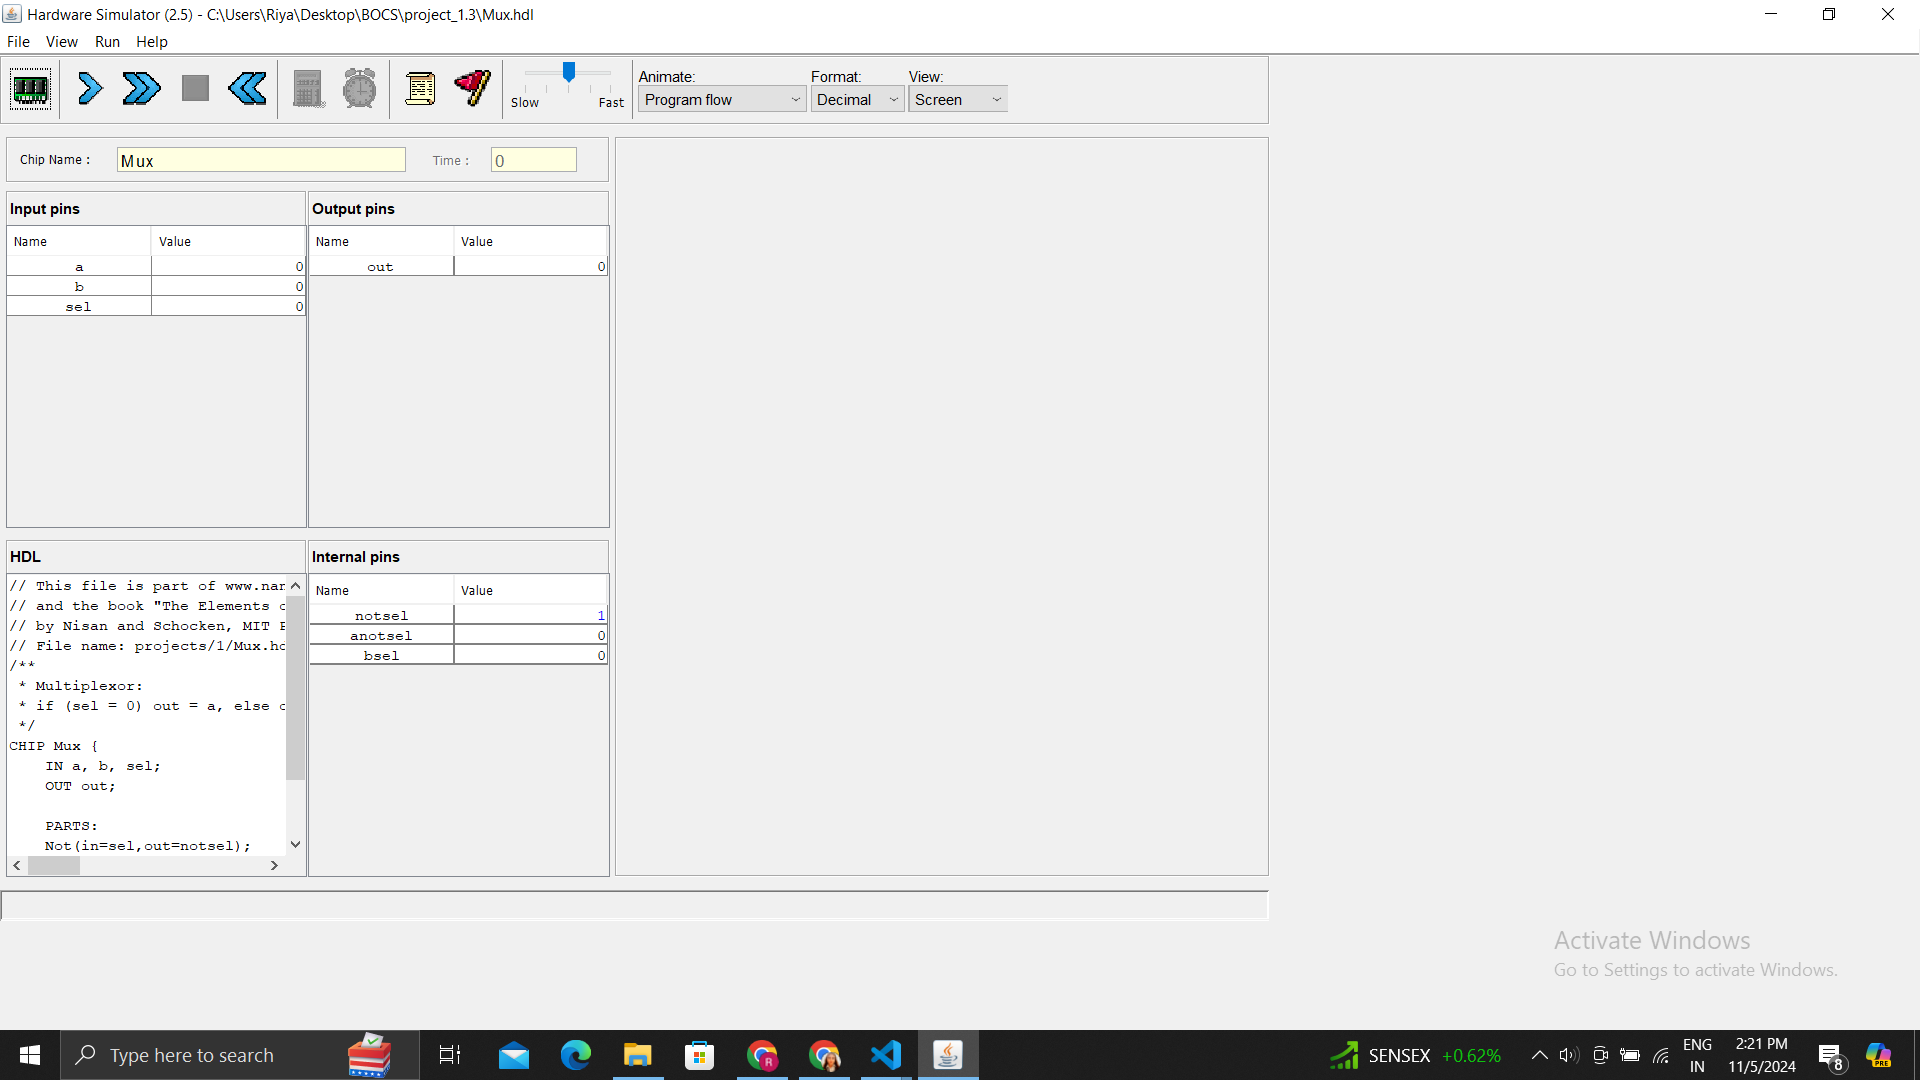 Hardware Simulator (2.5) - C:\Users\Riya\Desktop\BOCS\project_1.3\Mux.hdl
File View Run Help
Slow Fast
Animate: Format: View:
Program flow Decimal Screen
Chip Name : Mux Time : 0
Input pins Output pins
Name Value Name Value
a 0 out 0
b 0
sel 0
HDL Internal pins
Name Value
notsel 1
anotsel 0
bsel 0
// This file is part of www.nan
// and the book "The Elements o
// by Nisan and Schocken, MIT P
// File name: projects/1/Mux.hd
/**
* Multiplexor:
* if (sel = 0) out = a, else o
*/
CHIP Mux {
IN a, b, sel;
OUT out;
PARTS:
Not(in=sel,out=notsel);
Activate Windows
Go to Settings to activate Windows.
Type here to search
SENSEX +0.62%
ENG
IN
2:21 PM
11/5/2024
8
PRE
R